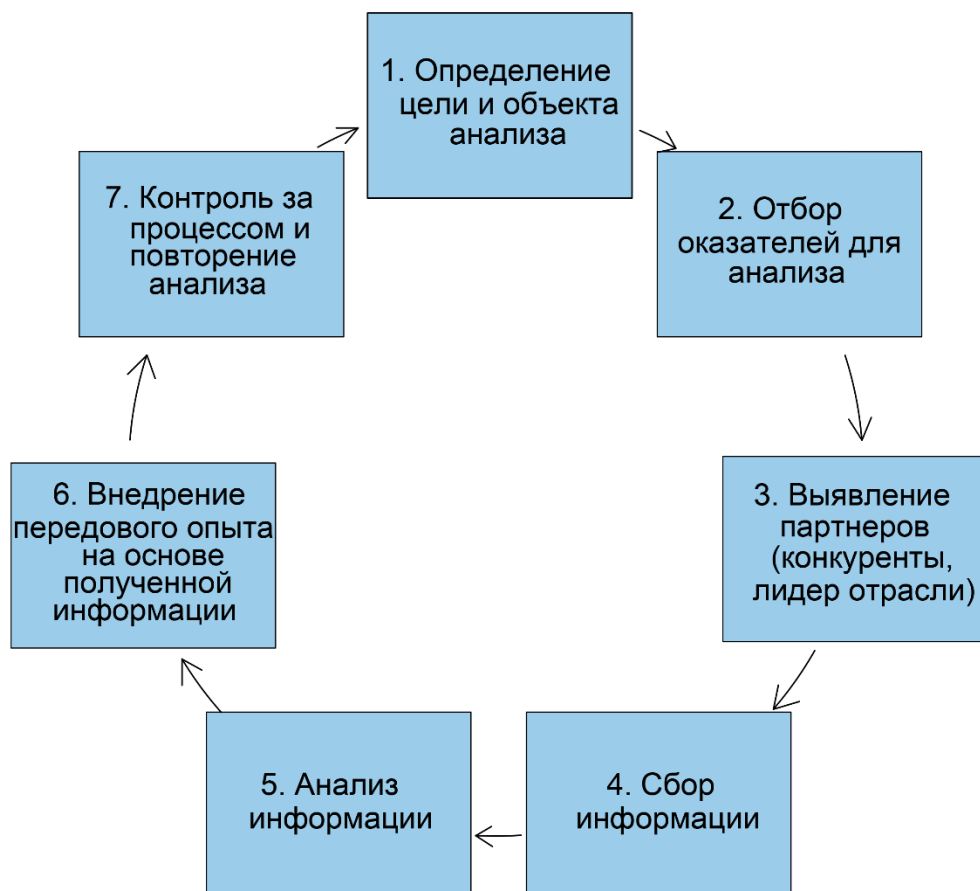 1. Определение
цели и объекта
анализа
2. Отбор
оказателей для
анализа
3. Выявление
партнеров
(конкуренты,
лидер отрасли)
4. Сбор
информации
5. Анализ
информации
6. Внедрение
передового опыта
на основе
полученной
информации
7. Контроль за
процессом и
повторение
анализа